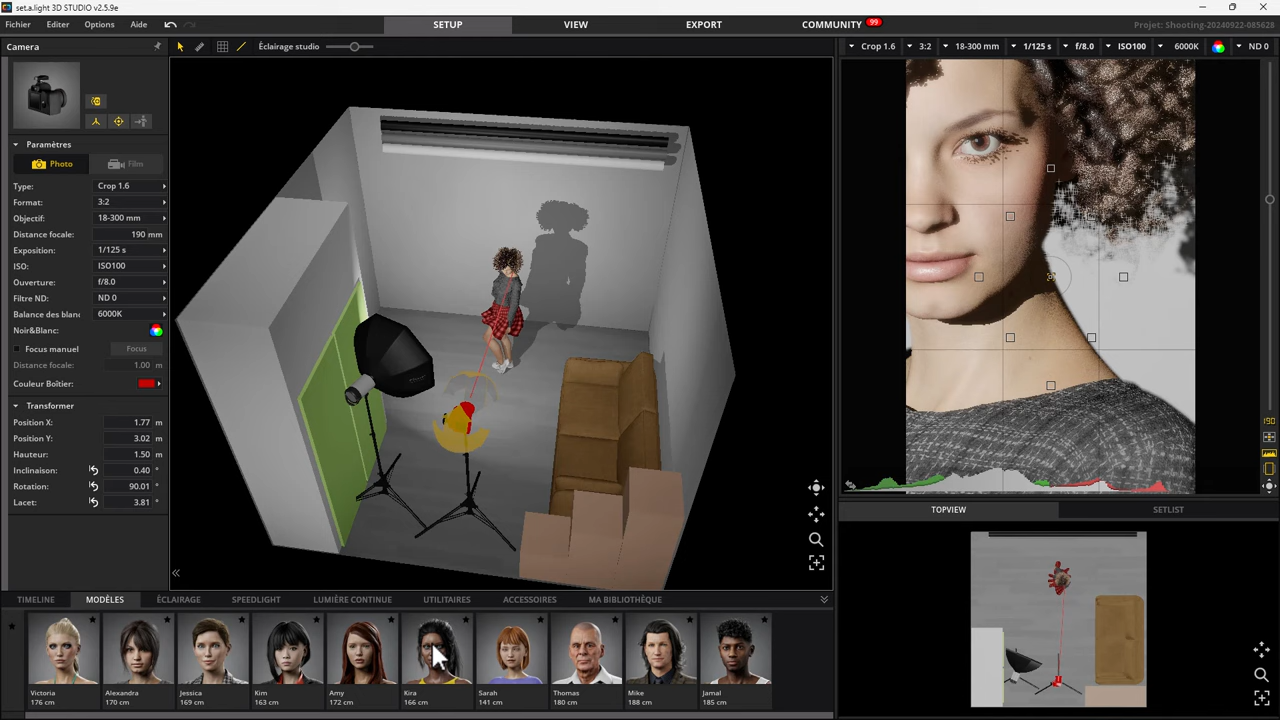 set.a.light 3D STUDIO v2.5.9e
Fichier Editer Options Aide
SETUP VIEW EXPORT COMMUNITY 99
Projet: Shooting-20240922-085628
Camera
Éclairage studio
Crop 1.6 3:2 18-300 mm 1/125 s f/8.0 ISO100 6000K ND 0
Paramètres
Photo Film
Type: Crop 1.6
Format: 3:2
Objectif: 18-300 mm
Distance focale: 190 mm
Exposition: 1/125 s
ISO: ISO100
Ouverture: f/8.0
Filtre ND: ND 0
Balance des blanc 6000K
Noir&Blanc:
Focus manuel Focus
Distance focale: 1.00 m
Couleur Boîtier:
Transformer
Position X: 1.77 m
Position Y: 3.02 m
Hauteur: 1.50 m
Inclinaison: 0.40 °
Rotation: 90.01 °
Lacet: 3.81 °
190
TOPVIEW SETLIST
TIMELINE MODÈLES ÉCLAIRAGE SPEEDLIGHT LUMIÈRE CONTINUE UTILITAIRES ACCESSOIRES MA BIBLIOTHÈQUE
Victoria Alexandra Jessica Kim Amy Kira Sarah Thomas Mike Jamal
176 cm 170 cm 169 cm 163 cm 172 cm 166 cm 141 cm 180 cm 188 cm 185 cm